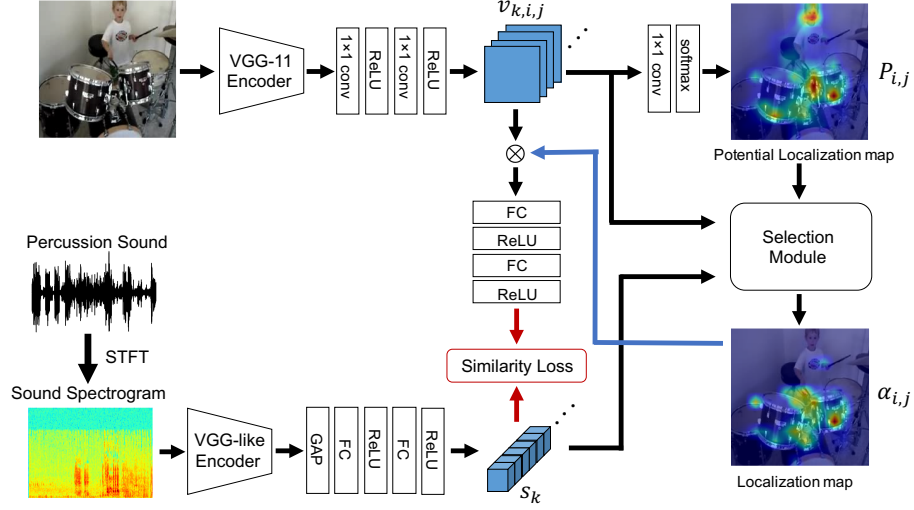 VGG-11
Encoder
1×1 conv
ReLU
1×1 conv
ReLU
v_{k,i,j}
1×1 conv
softmax
P_{i,j}
Potential Localization map
⊗
FC
ReLU
FC
ReLU
Selection
Module
Percussion Sound
STFT
Similarity Loss
Sound Spectrogram
VGG-like
Encoder
GAP
FC
ReLU
FC
ReLU
s_k
α_{i,j}
Localization map